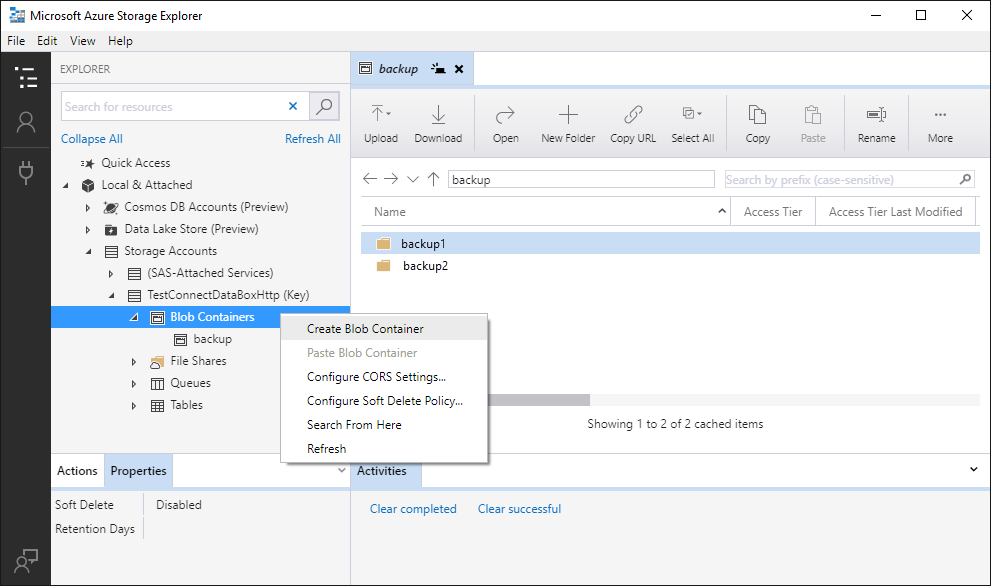 Microsoft Azure Storage Explorer
File Edit View Help
EXPLORER
Search for resources
Collapse All Refresh All
Quick Access
Local & Attached
Cosmos DB Accounts (Preview)
Data Lake Store (Preview)
Storage Accounts
(SAS-Attached Services)
TestConnectDataBoxHttp (Key)
Blob Containers
backup
File Shares
Queues
Tables
Create Blob Container
Paste Blob Container
Configure CORS Settings...
Configure Soft Delete Policy...
Search From Here
Refresh
Actions Properties
Soft Delete Disabled
Retention Days
backup
Upload Download Open New Folder Copy URL Select All Copy Paste Rename More
backup Search by prefix (case-sensitive)
Name Access Tier Access Tier Last Modified
backup1
backup2
Showing 1 to 2 of 2 cached items
Activities
Clear completed Clear successful